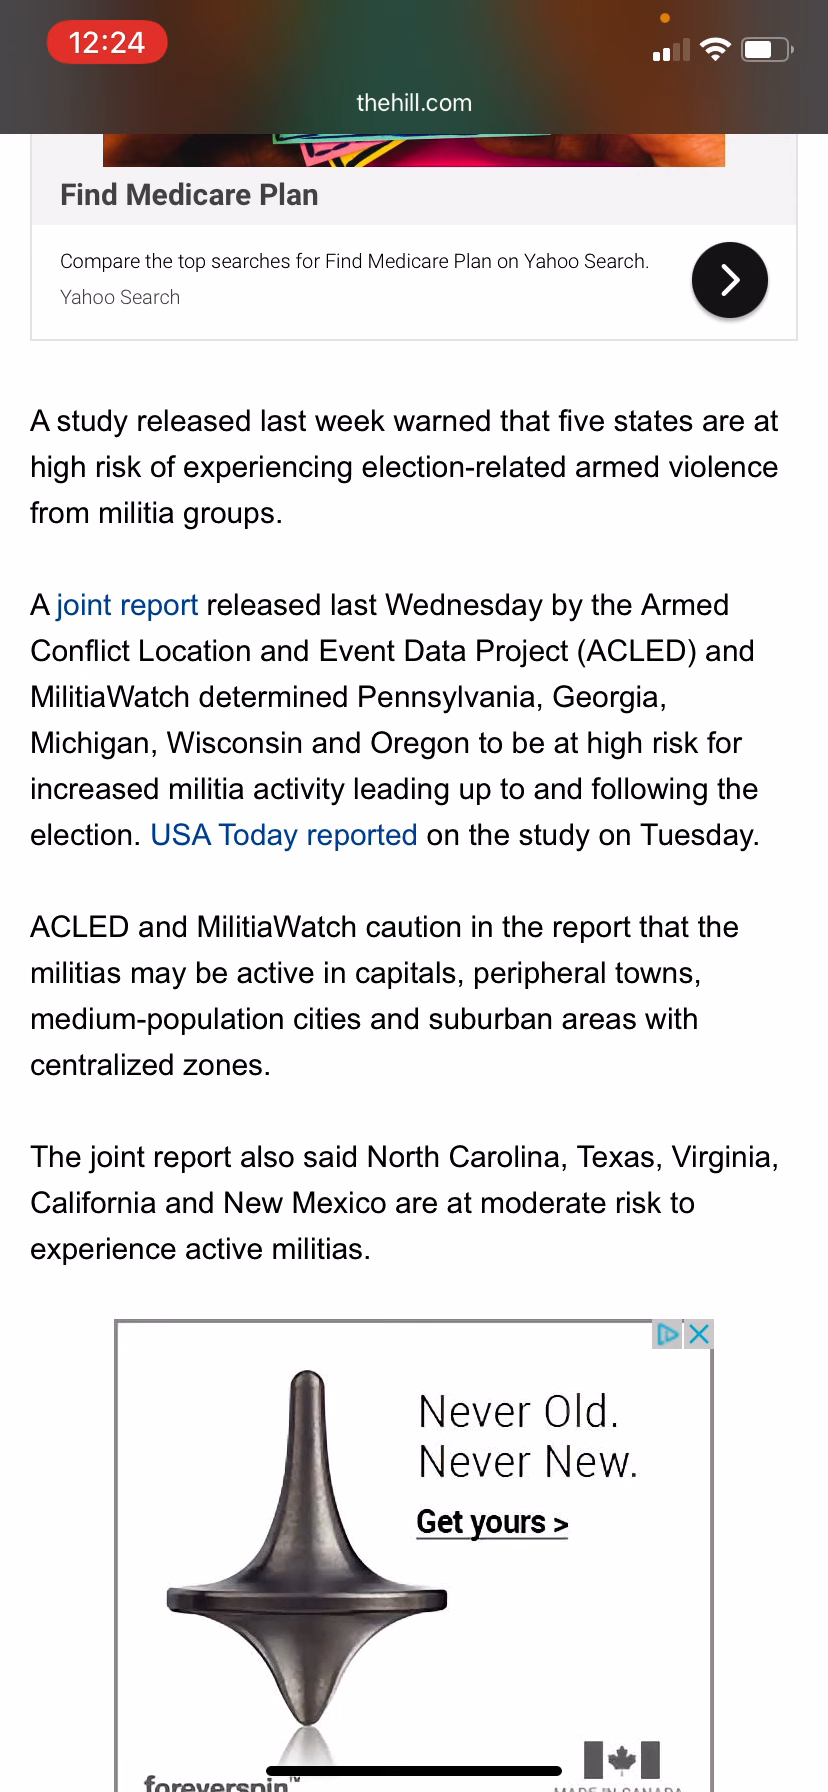 12:24
thehill.com
Find Medicare Plan
Compare the top searches for Find Medicare Plan on Yahoo Search.
Yahoo Search
A study released last week warned that five states are at
high risk of experiencing election-related armed violence
from militia groups.
A joint report released last Wednesday by the Armed
Conflict Location and Event Data Project (ACLED) and
MilitiaWatch determined Pennsylvania, Georgia,
Michigan, Wisconsin and Oregon to be at high risk for
increased militia activity leading up to and following the
election. USA Today reported on the study on Tuesday.
ACLED and MilitiaWatch caution in the report that the
militias may be active in capitals, peripheral towns,
medium-population cities and suburban areas with
centralized zones.
The joint report also said North Carolina, Texas, Virginia,
California and New Mexico are at moderate risk to
experience active militias.
Never Old.
Never New.
Get yours >
foreverspin™
MADE IN CANADA